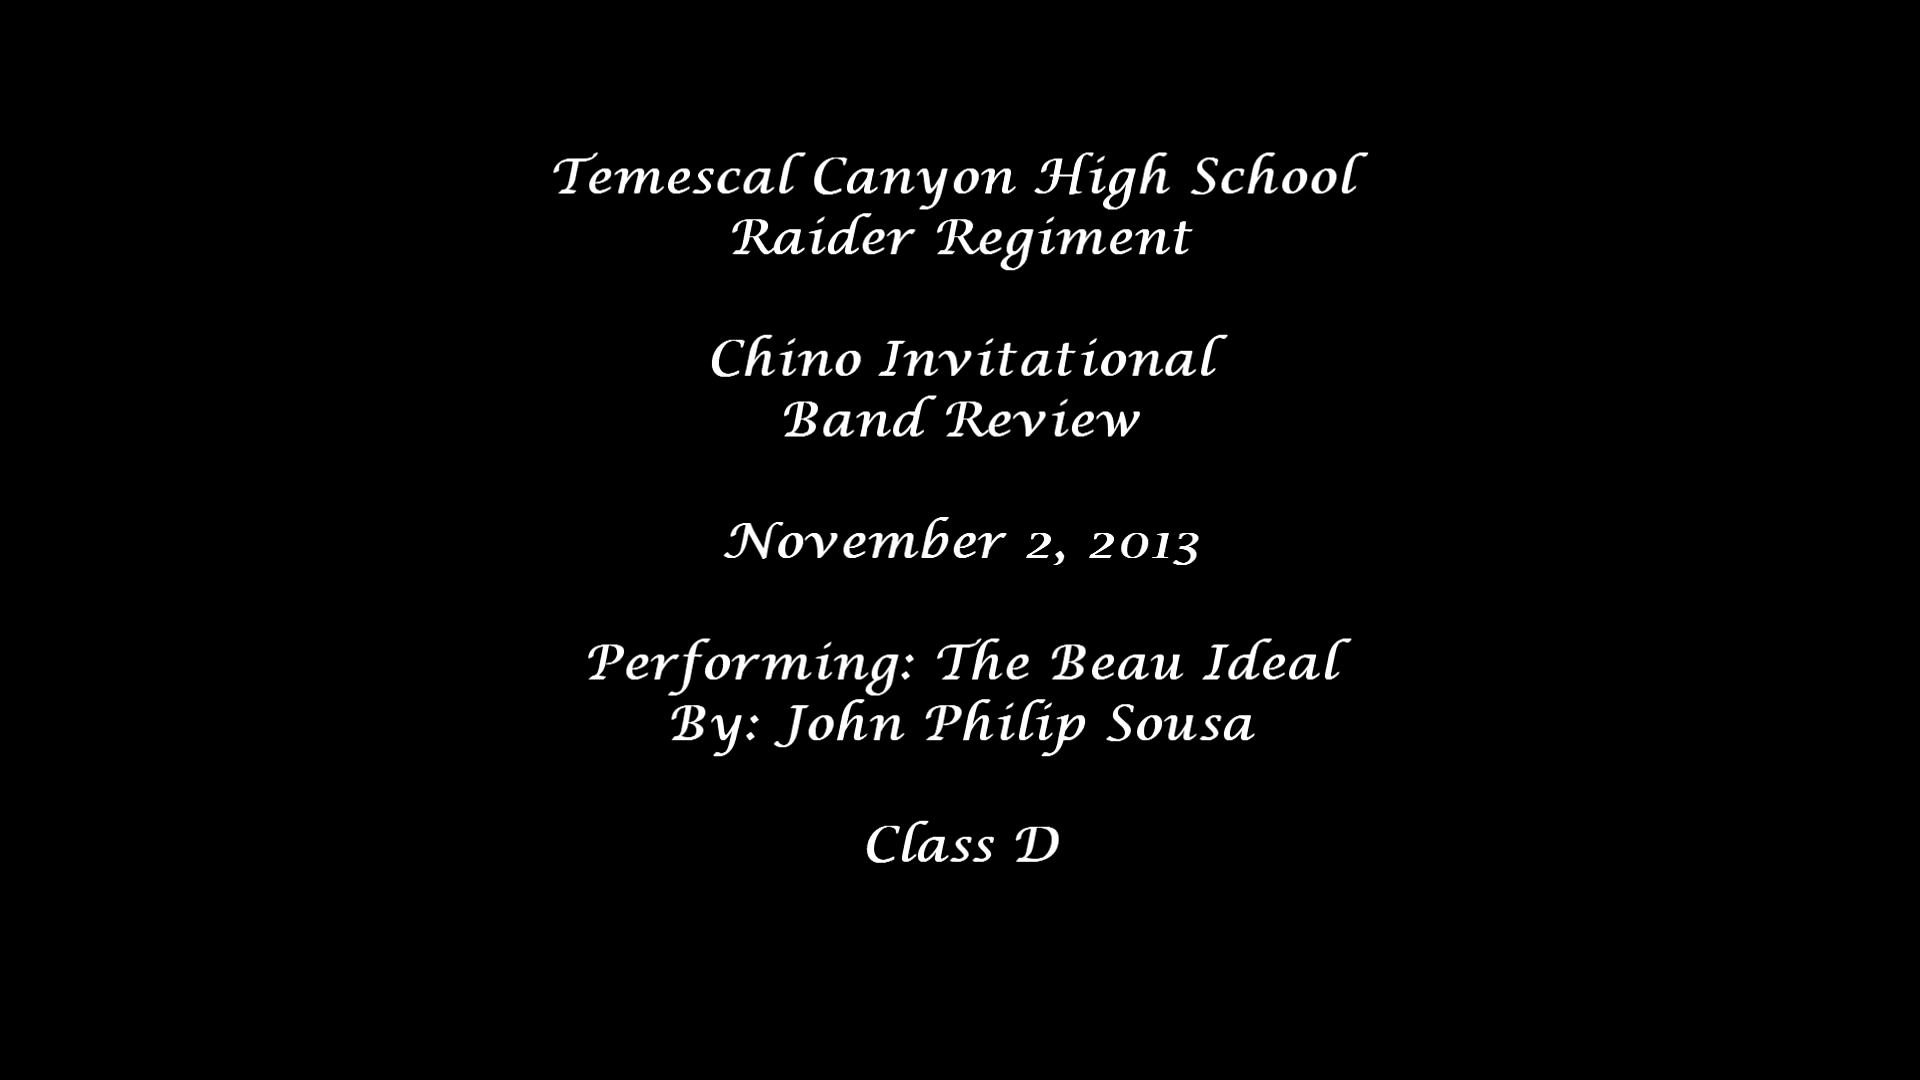 Temescal Canyon High School
Raider Regiment
Chino Invitational
Band Review
November 2, 2013
Performing: The Beau Ideal
By: John Philip Sousa
Class D